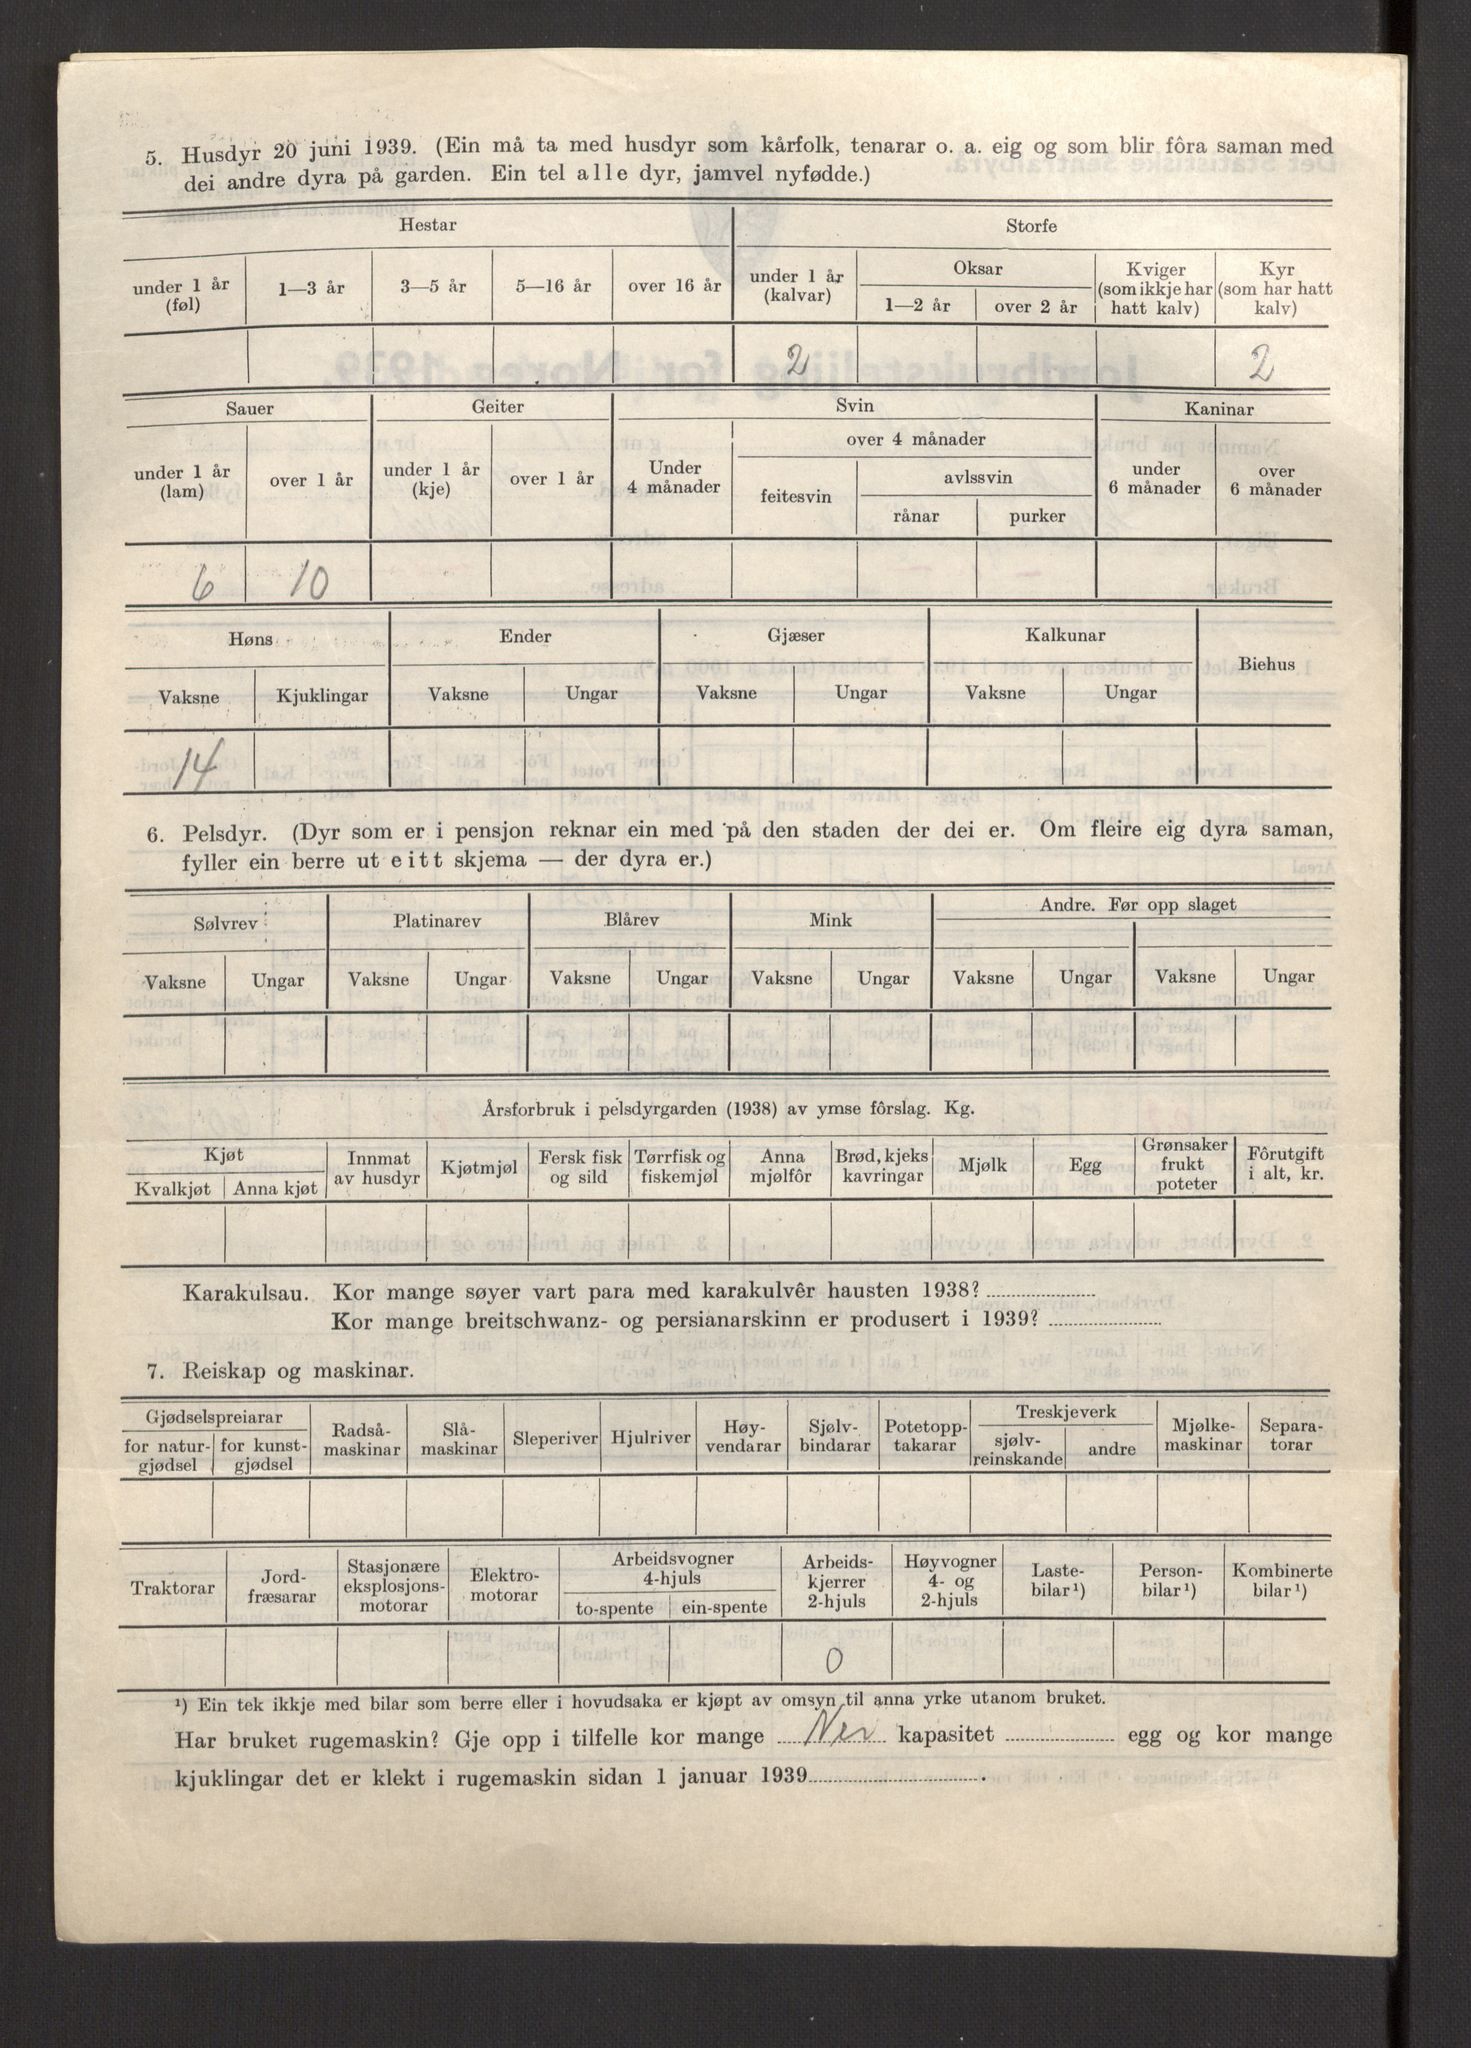 5. Husdyr 20 juni 1939. (Ein må ta med husdyr som kårfolk, tenarar o. a. eig og som blir fôra saman med
dei andre dyra på garden. Ein tel alle dyr, jamvel nyfødde.)
Hestar Storfe
under 1 år (føl) 1—3 år 3—5 år 5—16 år over 16 år under 1 år (kalvar) Oksar 1—2 år over 2 år Kviger (som ikkje har hatt kalv) Kyr (som har hatt kalv)
2 2
Sauer Geiter Svin Kaninar
under 1 år (lam) over 1 år under 1 år (kje) over 1 år Under 4 månader over 4 månader feitesvin avlssvin rånar purker under 6 månader over 6 månader
6 10
Høns Ender Gjæser Kalkunar Biehus
Vaksne Kjuklingar Vaksne Ungar Vaksne Ungar Vaksne Ungar
14
6. Pelsdyr. (Dyr som er i pensjon reknar ein med på den staden der dei er. Om fleire eig dyra saman,
fyller ein berre ut eitt skjema — der dyra er.)
Sølvrev Platinarev Blårev Mink Andre. Før opp slaget
Vaksne Ungar Vaksne Ungar Vaksne Ungar Vaksne Ungar Vaksne Ungar Vaksne Ungar
Årsforbruk i pelsdyrgarden (1938) av ymse fôrslag. Kg.
Kjøt Kvalkjøt Anna kjøt Innmat av husdyr Kjøtmjøl Fersk fisk og sild Tørrfisk og fiskemjøl Anna mjølfôr Brød, kjeks kavringar Mjølk Egg Grønsaker frukt poteter Fôrutgift i alt, kr.
Karakulsau. Kor mange søyer vart para med karakulvêr hausten 1938?
Kor mange breitschwanz- og persianarskinn er produsert i 1939?
7. Reiskap og maskinar.
Gjødselspreiarar for natur-gjødsel for kunst-gjødsel Radså-maskinar Slå-maskinar Sleperiver Hjulriver Høy-vendarar Sjølv-bindarar Potetopp-takarar Treskjeverk sjølv-reinskande andre Mjølke-maskinar Separa-torar
Traktorar Jord-fræsarar Stasjonære eksplosjons-motorar Elektro-motorar Arbeidsvogner 4-hjuls to-spente ein-spente Arbeids-kjerrer 2-hjuls Høyvogner 4- og 2-hjuls Laste-bilar¹) Person-bilar¹) Kombinerte bilar¹)
0
¹) Ein tek ikkje med bilar som berre eller i hovudsaka er kjøpt av omsyn til anna yrke utanom bruket.
Har bruket rugemaskin? Gje opp i tilfelle kor mange Nei kapasitet egg og kor mange
kjuklingar det er klekt i rugemaskin sidan 1 januar 1939